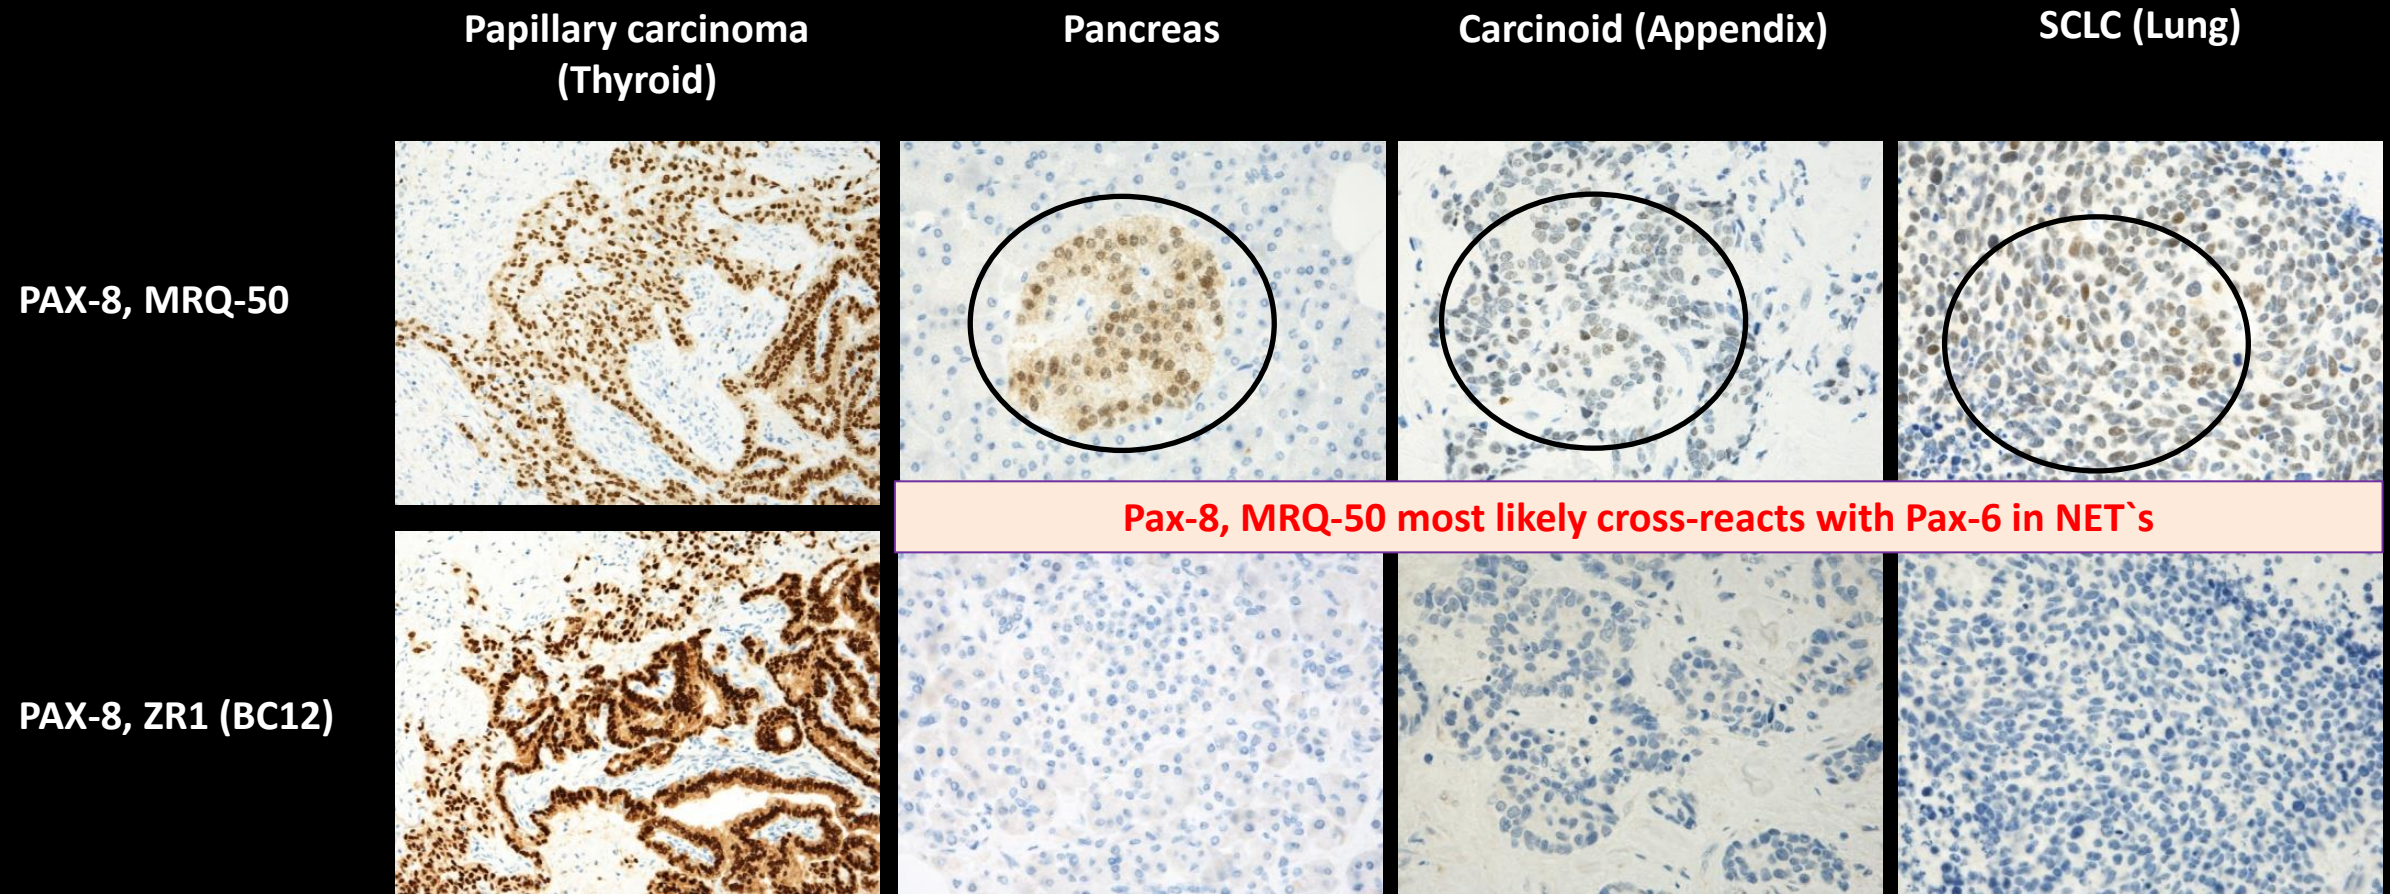 Papillary carcinoma
(Thyroid)
Pancreas
Carcinoid (Appendix)
SCLC (Lung)
PAX-8, MRQ-50
Pax-8, MRQ-50 most likely cross-reacts with Pax-6 in NET`s
PAX-8, ZR1 (BC12)